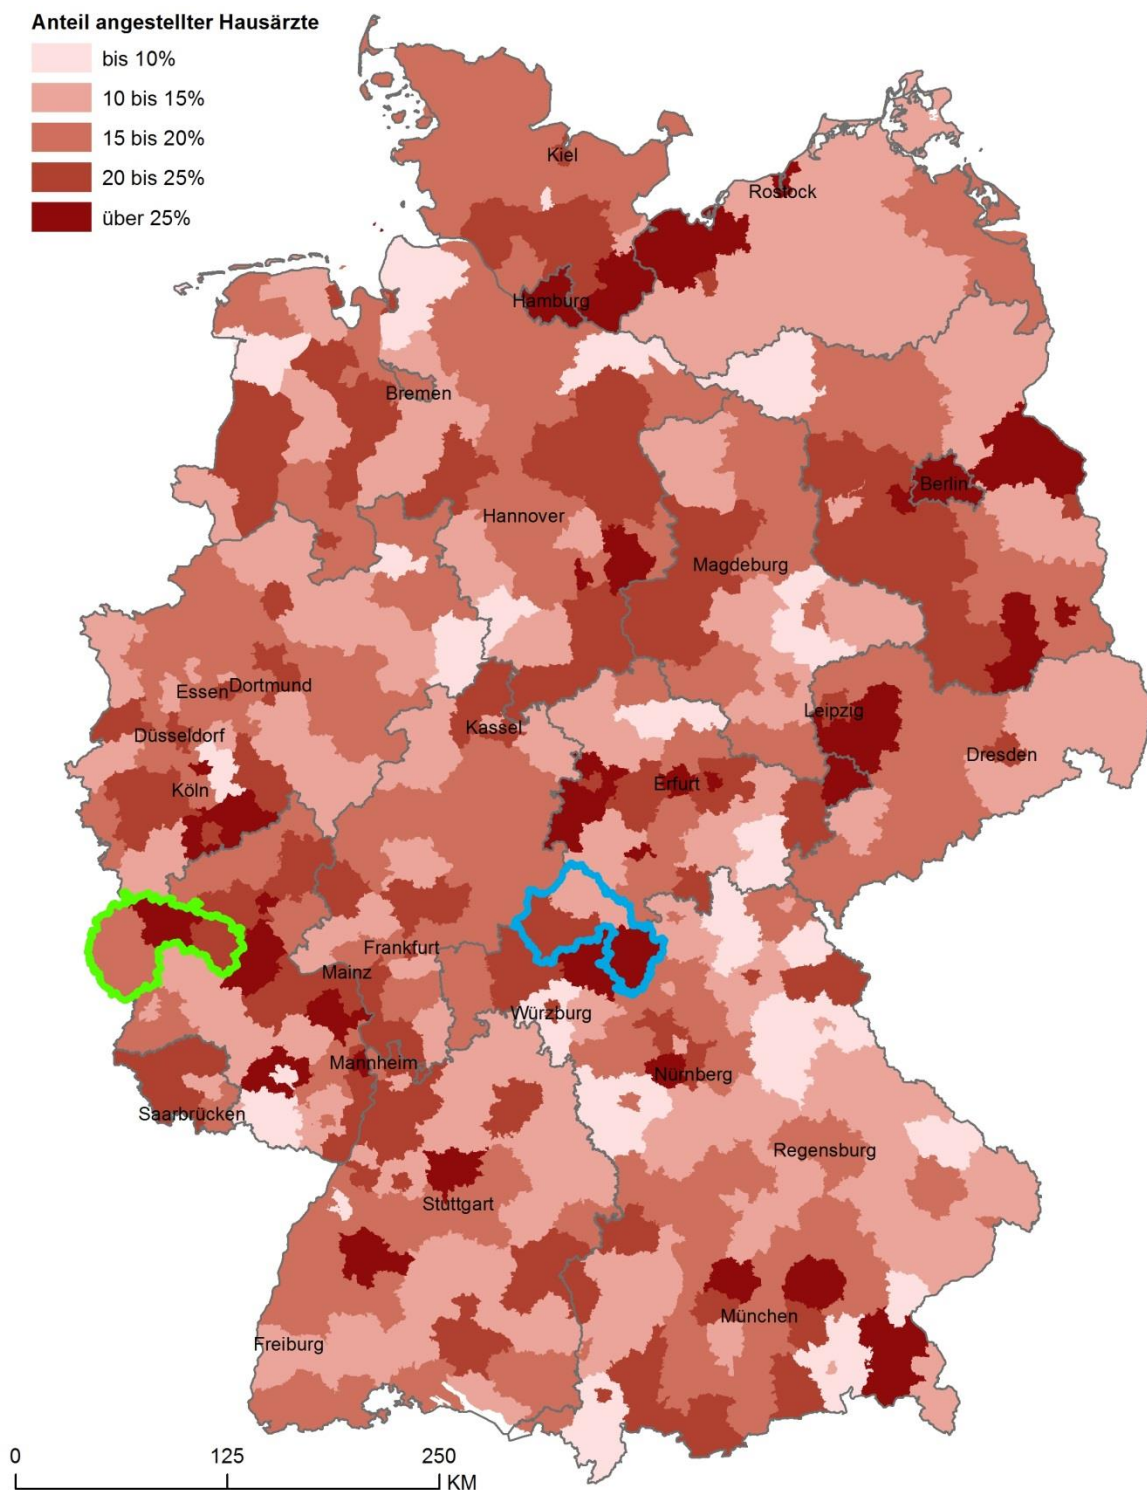 Anteil angestellter Hausärzte
bis 10%
10 bis 15%
15 bis 20%
20 bis 25%
über 25%
Kiel
Rostock
Hamburg
Bremen
Berlin
Hannover
Magdeburg
Essen Dortmund
Düsseldorf
Kassel
Leipzig
Dresden
Köln
Erfurt
Frankfurt
Mainz
Würzburg
Mannheim
Nürnberg
Saarbrücken
Regensburg
Stuttgart
München
Freiburg
0 125 250
KM